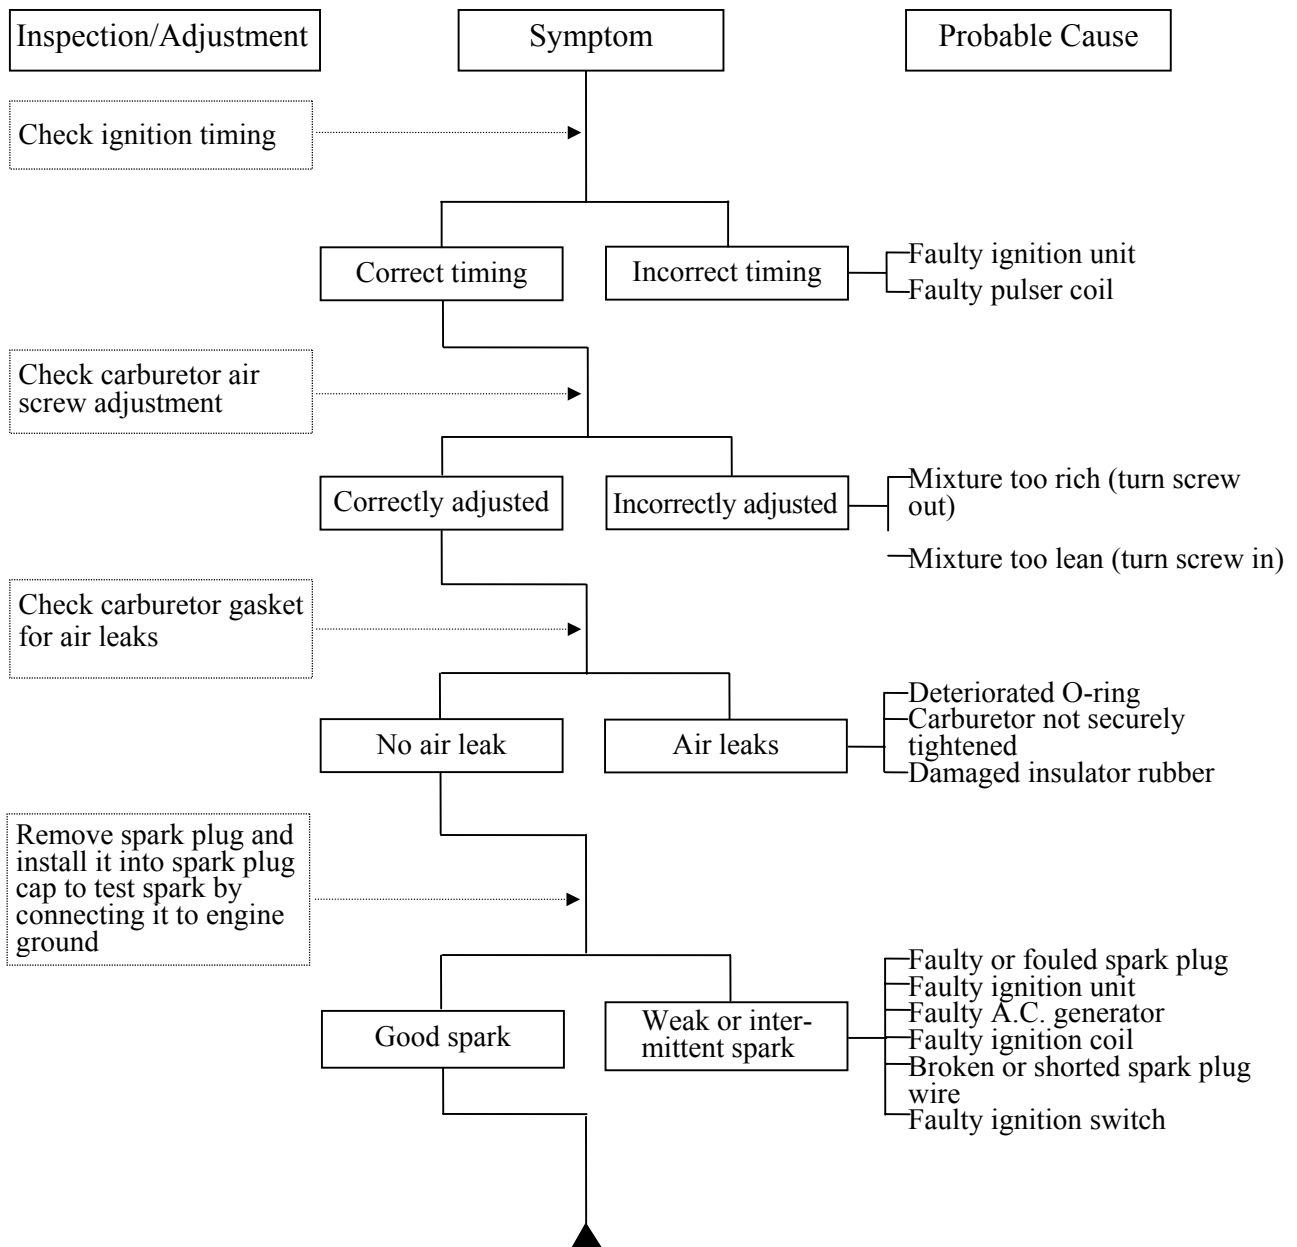 Inspection/Adjustment
Symptom
Probable Cause
Check ignition timing
Correct timing
Incorrect timing
Faulty ignition unit
Faulty pulser coil
Check carburetor air
screw adjustment
Correctly adjusted
Incorrectly adjusted
Mixture too rich (turn screw
out)
Mixture too lean (turn screw in)
Check carburetor gasket
for air leaks
No air leak
Air leaks
Deteriorated O-ring
Carburetor not securely
tightened
Damaged insulator rubber
Remove spark plug and
install it into spark plug
cap to test spark by
connecting it to engine
ground
Good spark
Weak or inter-
mittent spark
Faulty or fouled spark plug
Faulty ignition unit
Faulty A.C. generator
Faulty ignition coil
Broken or shorted spark plug
wire
Faulty ignition switch